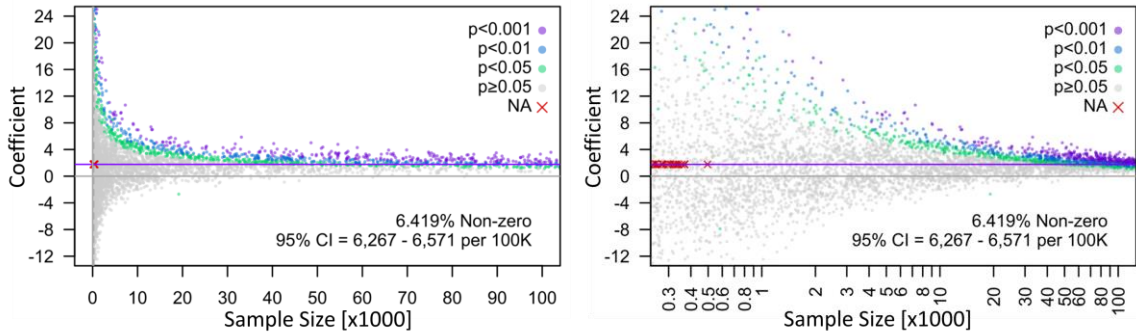 24
20
16
12
8
4
0
-4
-8
-12
Coefficient
p<0.001
p<0.01
p<0.05
p≥0.05
NA
6.419% Non-zero
95% CI = 6,267 - 6,571 per 100K
0 10 20 30 40 50 60 70 80 90 100
Sample Size [x1000]
24
20
16
12
8
4
0
-4
-8
-12
Coefficient
p<0.001
p<0.01
p<0.05
p≥0.05
NA
6.419% Non-zero
95% CI = 6,267 - 6,571 per 100K
0.3 0.4 0.5 0.6 0.8 1 2 3 4 5 6 8 10 20 30 40 50 60 80 100
Sample Size [x1000]